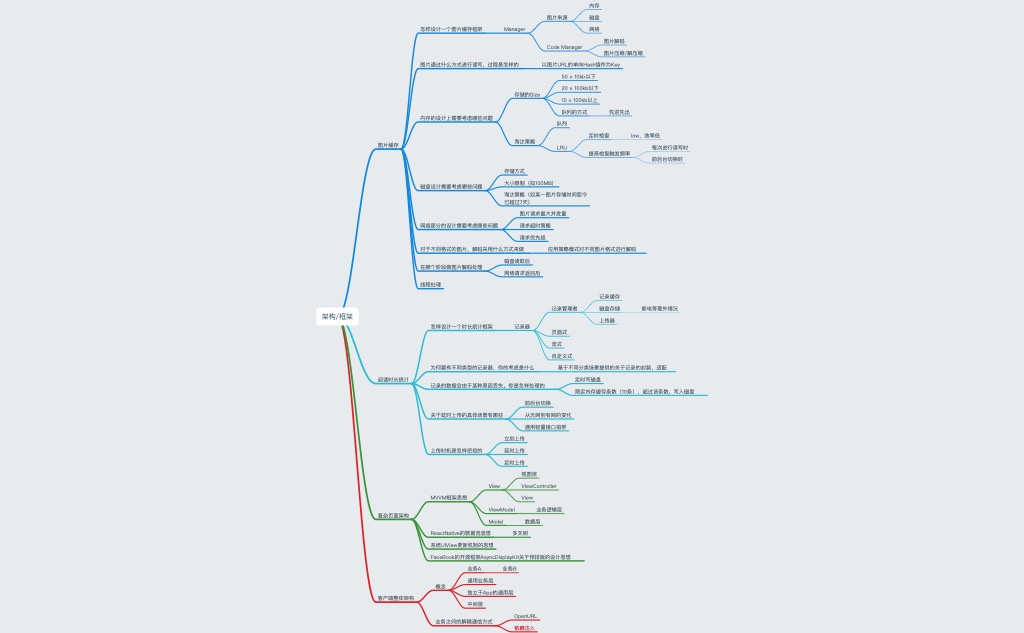 架构/框架
图片缓存
怎样设计一个图片缓存框架
Manager
图片来源
内存
磁盘
网络
Code Manager
图片解码
图片压缩/解压缩
图片通过什么方式进行读写，过程是怎样的
以图片URL的单向Hash值作为Key
内存的设计上需要考虑哪些问题
存储的Size
50 x 10kb以下
20 x 100kb以下
10 x 100kb以上
队列的方式
先进先出
淘汰策略
队列
LRU
定时检查
low，效率低
提高检查触发频率
每次进行读写时
前后台切换时
磁盘设计需要考虑哪些问题
存储方式
大小限制（如100MB）
淘汰策略（如某一图片存储时间距今
已超过7天）
网络部分的设计需要考虑哪些问题
图片请求最大并发量
请求超时策略
请求优先级
对于不同格式的图片，解码采用什么方式来做
应用策略模式对不同图片格式进行解码
在哪个阶段做图片解码处理
磁盘读取后
网络请求返回后
线程处理
阅读时长统计
怎样设计一个时长统计框架
记录器
记录管理者
记录缓存
磁盘存储
断电等意外情况
上传器
页面式
流式
自定义式
为何要有不同类型的记录器，你的考虑是什么
基于不同分类场景提供的关于记录的封装、适配
记录的数据会由于某种原因丢失，你是怎样处理的
定时写磁盘
限定内存缓存条数（10条），超过该条数，写入磁盘
关于延时上传的具体场景有哪些
前后台切换
从无网到有网的变化
通用轻量接口捎带
上传时机是怎样把控的
立刻上传
延时上传
定时上传
复杂页面架构
MVVM框架思想
View
视图层
ViewController
View
ViewModel
业务逻辑层
Model
数据层
ReactNative的数据流思想
多叉树
系统UIView更新机制的思想
FaceBook的开源框架AsyncDisplayKit关于预排版的设计思想
客户端整体架构
概念
业务A
业务B
通用业务层
独立于App的通用层
中间层
业务之间的解耦通信方式
OpenURL
依赖注入